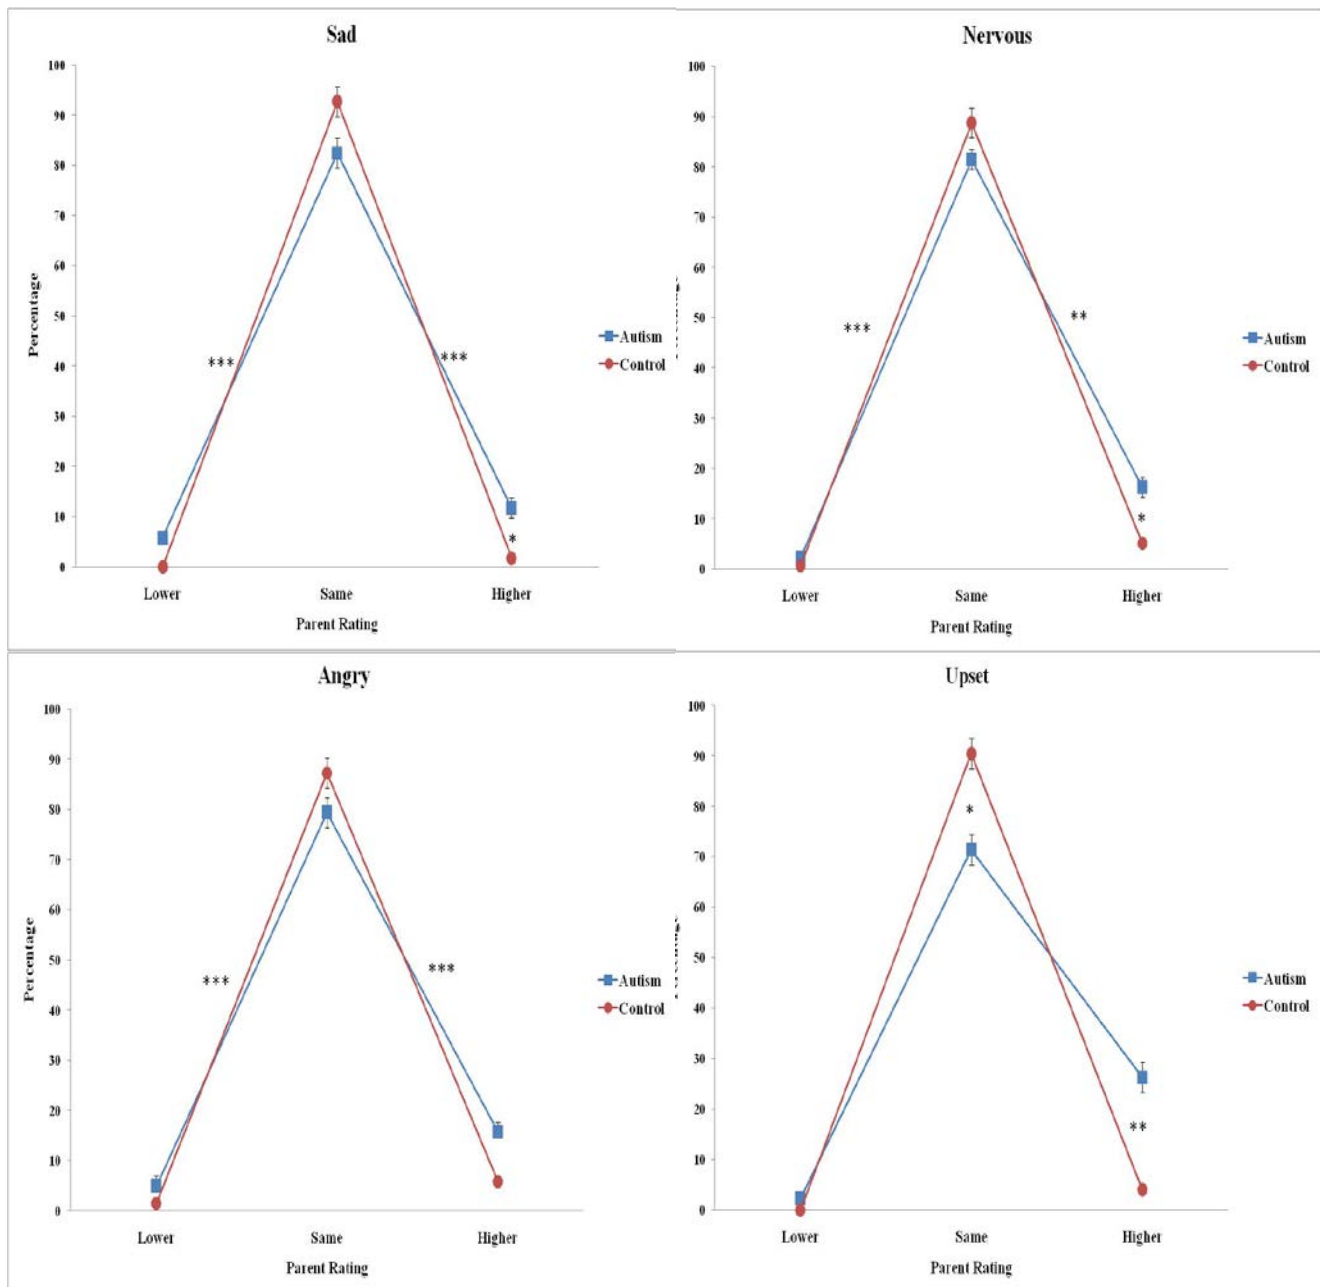 Sad
Percentage
100
90
80
70
60
50
40
30
20
10
0
***
***
*
Lower Same Higher
Parent Rating
Autism
Control
Nervous
100
90
80
70
60
50
40
30
20
10
0
***
**
*
Lower Same Higher
Parent Rating
Autism
Control
Angry
Percentage
100
90
80
70
60
50
40
30
20
10
0
***
***
Lower Same Higher
Parent Rating
Autism
Control
Upset
100
90
80
70
60
50
40
30
20
10
0
*
**
Lower Same Higher
Parent Rating
Autism
Control